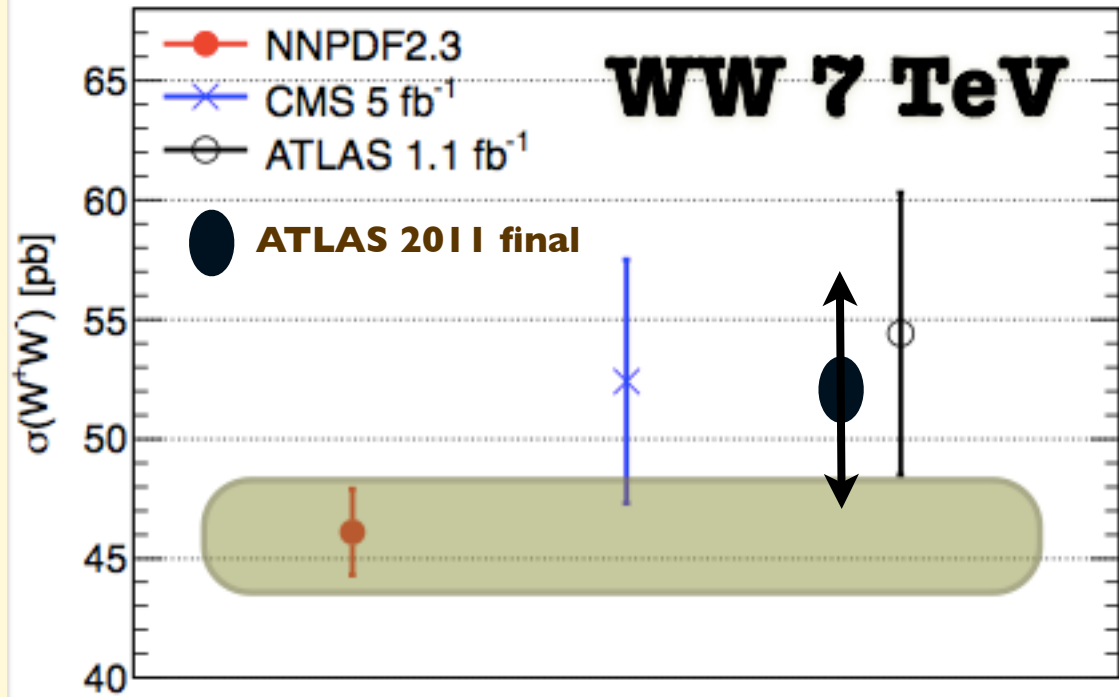 NNPDF2.3
CMS 5 fb⁻¹
ATLAS 1.1 fb⁻¹
ATLAS 2011 final
WW 7 TeV
σ(W⁺W⁻) [pb]
65
60
55
50
45
40